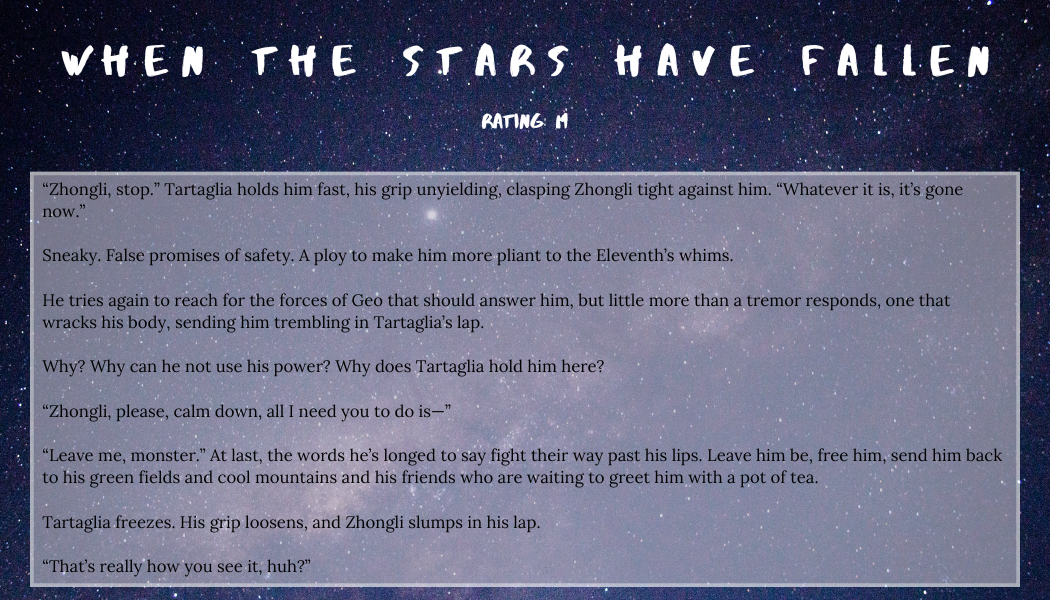 WHEN THE STARS HAVE FALLEN
RATING: M
“Zhongli, stop.” Tartaglia holds him fast, his grip unyielding, clasping Zhongli tight against him. “Whatever it is, it’s gone
now.”
Sneaky. False promises of safety. A ploy to make him more pliant to the Eleventh’s whims.
He tries again to reach for the forces of Geo that should answer him, but little more than a tremor responds, one that
wracks his body, sending him trembling in Tartaglia’s lap.
Why? Why can he not use his power? Why does Tartaglia hold him here?
“Zhongli, please, calm down, all I need you to do is—”
“Leave me, monster.” At last, the words he’s longed to say fight their way past his lips. Leave him be, free him, send him back
to his green fields and cool mountains and his friends who are waiting to greet him with a pot of tea.
Tartaglia freezes. His grip loosens, and Zhongli slumps in his lap.
“That’s really how you see it, huh?”